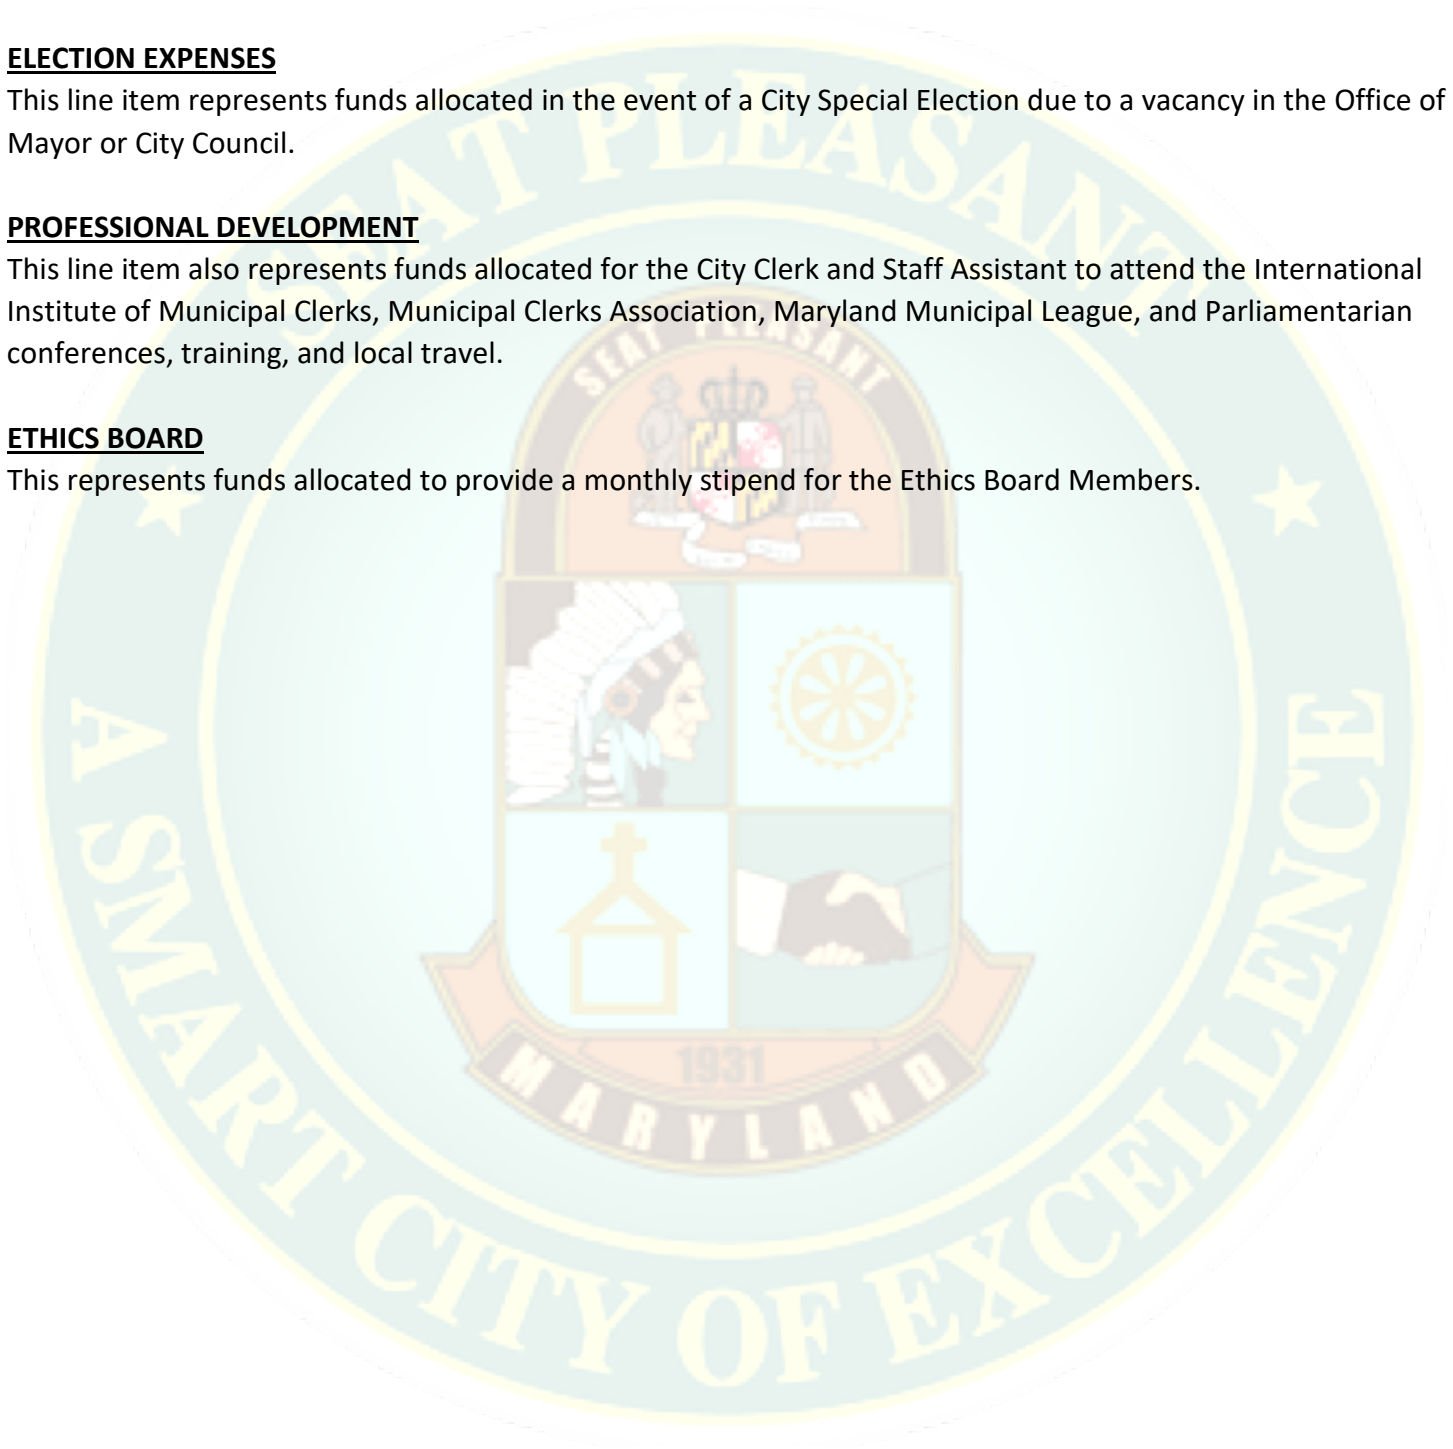 ELECTION EXPENSES
This line item represents funds allocated in the event of a City Special Election due to a vacancy in the Office of
Mayor or City Council.
PROFESSIONAL DEVELOPMENT
This line item also represents funds allocated for the City Clerk and Staff Assistant to attend the International
Institute of Municipal Clerks, Municipal Clerks Association, Maryland Municipal League, and Parliamentarian
conferences, training, and local travel.
ETHICS BOARD
This represents funds allocated to provide a monthly stipend for the Ethics Board Members.
SEAT PLEASANT
SEAT PLEASANT
1931
MARYLAND
A SMART CITY OF EXCELLENCE